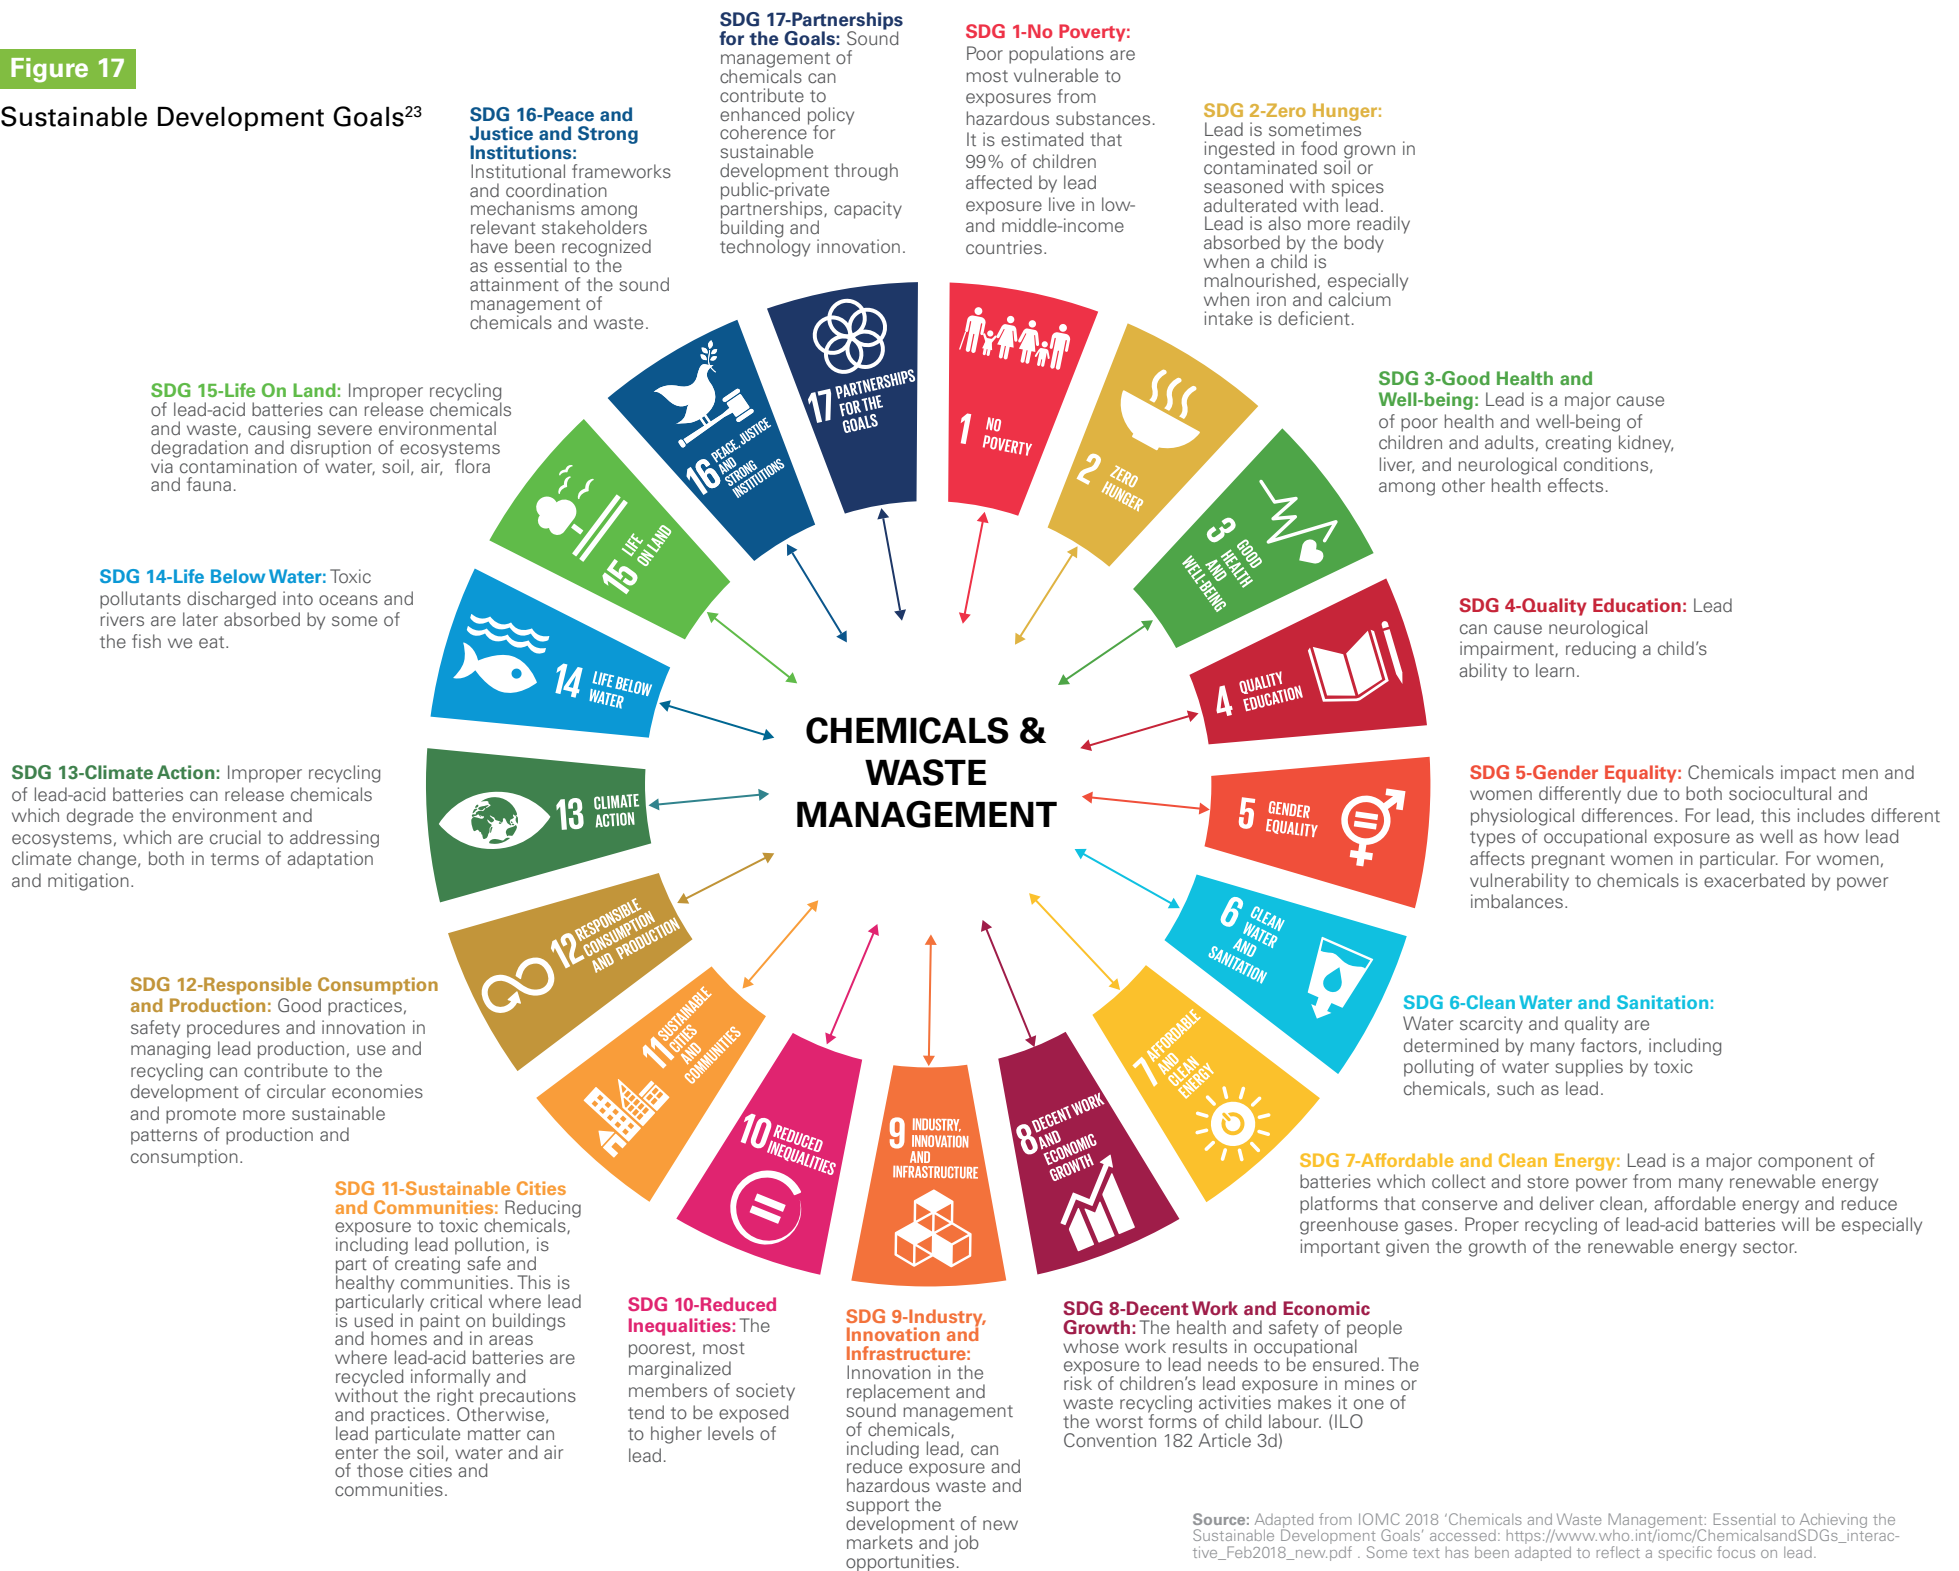 Figure 17
Sustainable Development Goals23
SDG 17-Partnerships
for the Goals: Sound
management of
chemicals can
contribute to
enhanced policy
coherence for
sustainable
development through
public-private
partnerships, capacity
building and
technology innovation.
SDG 1-No Poverty:
Poor populations are
most vulnerable to
exposures from
hazardous substances.
It is estimated that
99% of children
affected by lead
exposure live in low-
and middle-income
countries.
SDG 16-Peace and
Justice and Strong
Institutions:
Institutional frameworks
and coordination
mechanisms among
relevant stakeholders
have been recognized
as essential to the
attainment of the sound
management of
chemicals and waste.
SDG 2-Zero Hunger:
Lead is sometimes
ingested in food grown in
contaminated soil or
seasoned with spices
adulterated with lead.
Lead is also more readily
absorbed by the body
when a child is
malnourished, especially
when iron and calcium
intake is deficient.
SDG 15-Life On Land: Improper recycling
of lead-acid batteries can release chemicals
and waste, causing severe environmental
degradation and disruption of ecosystems
via contamination of water, soil, air, flora
and fauna.
SDG 3-Good Health and
Well-being: Lead is a major cause
of poor health and well-being of
children and adults, creating kidney,
liver, and neurological conditions,
among other health effects.
SDG 14-Life Below Water: Toxic
pollutants discharged into oceans and
rivers are later absorbed by some of
the fish we eat.
SDG 4-Quality Education: Lead
can cause neurological
impairment, reducing a child's
ability to learn.
SDG 13-Climate Action: Improper recycling
of lead-acid batteries can release chemicals
which degrade the environment and
ecosystems, which are crucial to addressing
climate change, both in terms of adaptation
and mitigation.
SDG 5-Gender Equality: Chemicals impact men and
women differently due to both sociocultural and
physiological differences. For lead, this includes different
types of occupational exposure as well as how lead
affects pregnant women in particular. For women,
vulnerability to chemicals is exacerbated by power
imbalances.
SDG 12-Responsible Consumption
and Production: Good practices,
safety procedures and innovation in
managing lead production, use and
recycling can contribute to the
development of circular economies
and promote more sustainable
patterns of production and
consumption.
SDG 6-Clean Water and Sanitation:
Water scarcity and quality are
determined by many factors, including
polluting of water supplies by toxic
chemicals, such as lead.
SDG 11-Sustainable Cities
and Communities: Reducing
exposure to toxic chemicals,
including lead pollution, is
part of creating safe and
healthy communities. This is
particularly critical where lead
is used in paint on buildings
and homes and in areas
where lead-acid batteries are
recycled informally and
without the right precautions
and practices. Otherwise,
lead particulate matter can
enter the soil, water and air
of those cities and
communities.
SDG 7-Affordable and Clean Energy: Lead is a major component of
batteries which collect and store power from many renewable energy
platforms that conserve and deliver clean, affordable energy and reduce
greenhouse gases. Proper recycling of lead-acid batteries will be especially
important given the growth of the renewable energy sector.
SDG 10-Reduced
Inequalities: The
poorest, most
marginalized
members of society
tend to be exposed
to higher levels of
lead.
SDG 9-Industry,
Innovation and
Infrastructure:
Innovation in the
replacement and
sound management
of chemicals,
including lead, can
reduce exposure and
hazardous waste and
support the
development of new
markets and job
opportunities.
SDG 8-Decent Work and Economic
Growth: The health and safety of people
whose work results in occupational
exposure to lead needs to be ensured. The
risk of children's lead exposure in mines or
waste recycling activities makes it one of
the worst forms of child labour. (ILO
Convention 182 Article 3d)
CHEMICALS &
WASTE
MANAGEMENT
1 NO
POVERTY
2 ZERO
HUNGER
3 GOOD
HEALTH
AND
WELL-BEING
4 QUALITY
EDUCATION
5 GENDER
EQUALITY
6 CLEAN
WATER
AND
SANITATION
7 AFFORDABLE
AND
CLEAN
ENERGY
8 DECENT WORK
AND
ECONOMIC
GROWTH
9 INDUSTRY,
INNOVATION
AND
INFRASTRUCTURE
10 REDUCED
INEQUALITIES
11 SUSTAINABLE
CITIES
AND
COMMUNITIES
12 RESPONSIBLE
CONSUMPTION
AND PRODUCTION
13 CLIMATE
ACTION
14 LIFE BELOW
WATER
15 LIFE
ON LAND
16 PEACE, JUSTICE
AND
STRONG
INSTITUTIONS
17 PARTNERSHIPS
FOR THE
GOALS
Source: Adapted from IOMC 2018 ‘Chemicals and Waste Management: Essential to Achieving the
Sustainable Development Goals’ accessed: https://www.who.int/iomc/ChemicalsandSDGs_interac-
tive_Feb2018_new.pdf . Some text has been adapted to reflect a specific focus on lead.